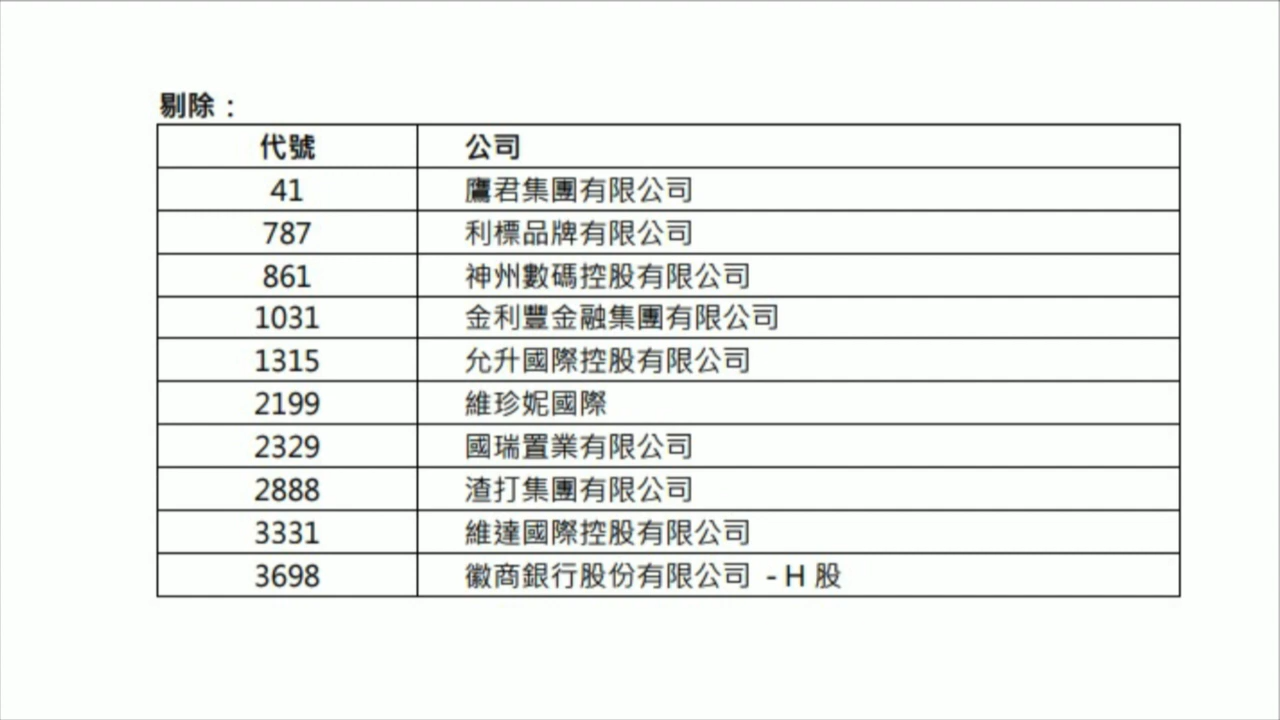 剔除：
代號 公司
41 鷹君集團有限公司
787 利標品牌有限公司
861 神州數碼控股有限公司
1031 金利豐金融集團有限公司
1315 允升國際控股有限公司
2199 維珍妮國際
2329 國瑞置業有限公司
2888 渣打集團有限公司
3331 維達國際控股有限公司
3698 徽商銀行股份有限公司 - H 股